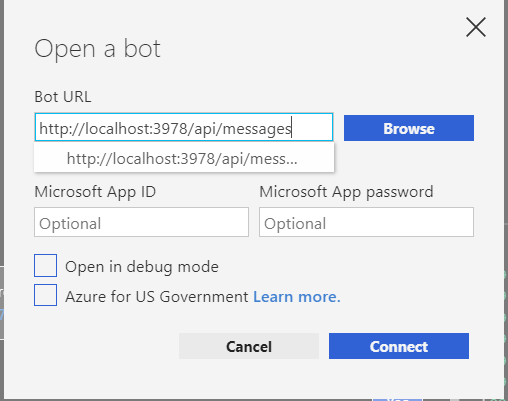 Open a bot
Bot URL
http://localhost:3978/api/messages
Browse
http://localhost:3978/api/mess...
Microsoft App ID
Microsoft App password
Optional
Optional
Open in debug mode
Azure for US Government Learn more.
Cancel
Connect